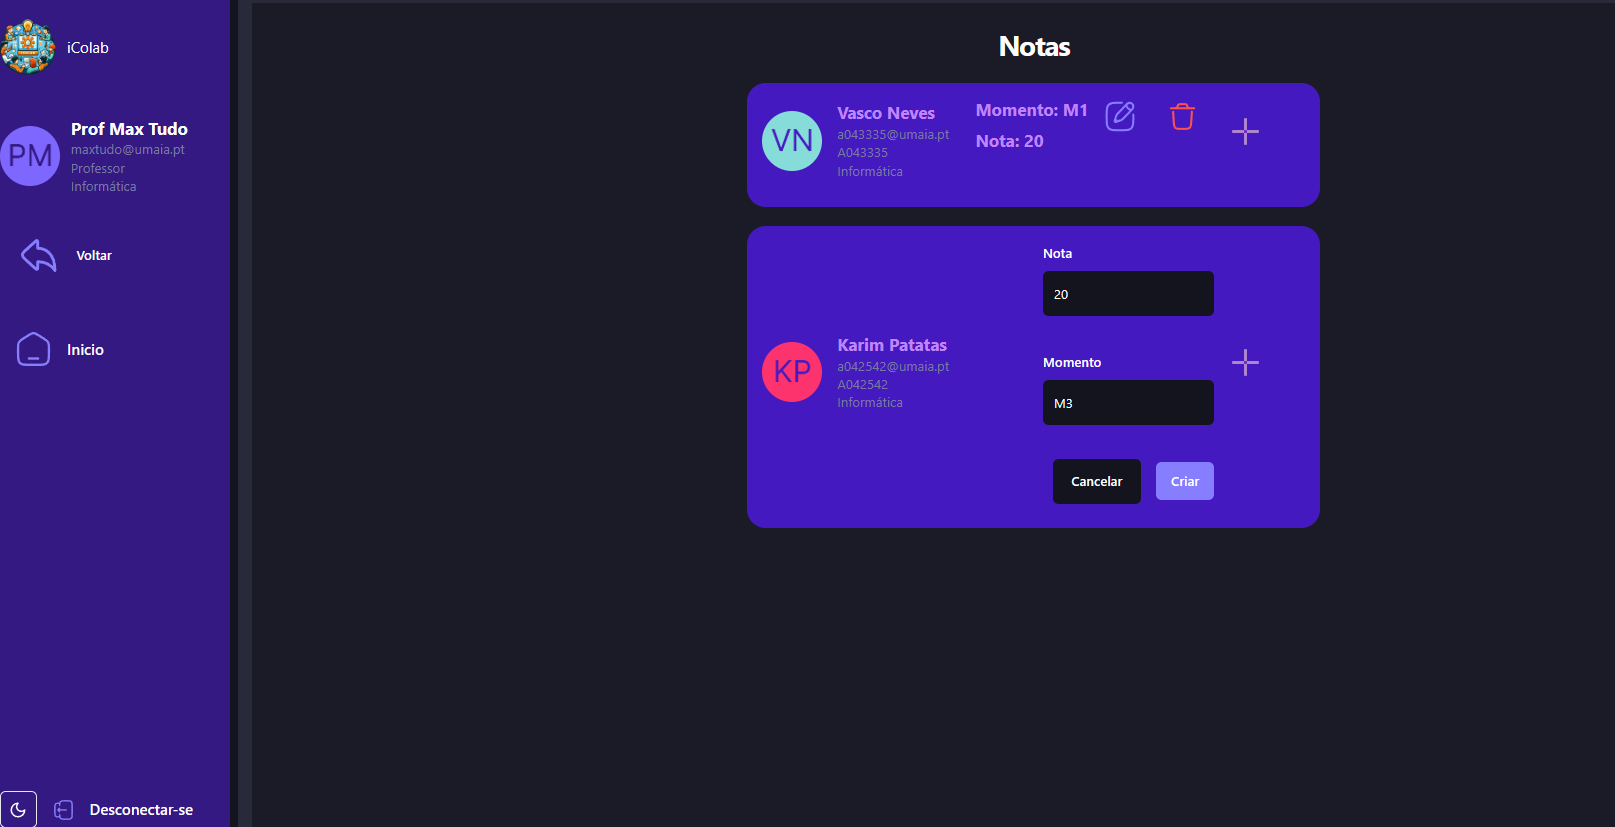 iColab
PM
Prof Max Tudo
maxtudo@umaia.pt
Professor
Informática
Voltar
Inicio
Desconectar-se
Notas
VN
Vasco Neves
a043335@umaia.pt
A043335
Informática
Momento: M1
Nota: 20
KP
Karim Patatas
a042542@umaia.pt
A042542
Informática
Nota
20
Momento
M3
Cancelar
Criar